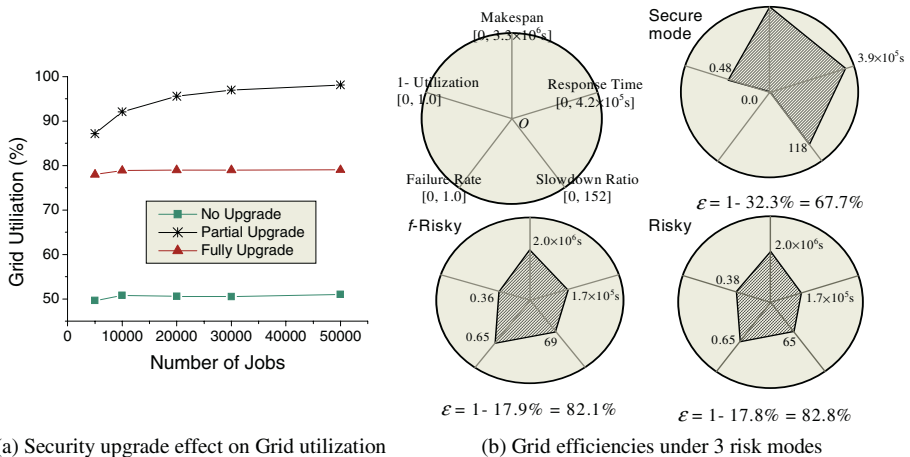 Grid Utiliation (%)
100
90
80
70
60
50
No Upgrade
Partial Upgrade
Fully Upgrade
0
10000
20000
30000
40000
50000
Number of Jobs
(a) Security upgrade effect on Grid utilization
Makespan
[0, 3.3×10⁶s]
1- Utilization
[0, 1.0]
Response Time
[0, 4.2×10⁵s]
O
Failure Rate
[0, 1.0]
Slowdown Ratio
[0, 152]
Secure
mode
3.9×10⁵s
0.48
0.0
118
ε = 1- 32.3% = 67.7%
f-Risky
2.0×10⁶s
0.36
1.7×10⁵s
0.65
69
ε = 1- 17.9% = 82.1%
Risky
2.0×10⁶s
0.38
1.7×10⁵s
0.65
65
ε = 1- 17.8% = 82.8%
(b) Grid efficiencies under 3 risk modes